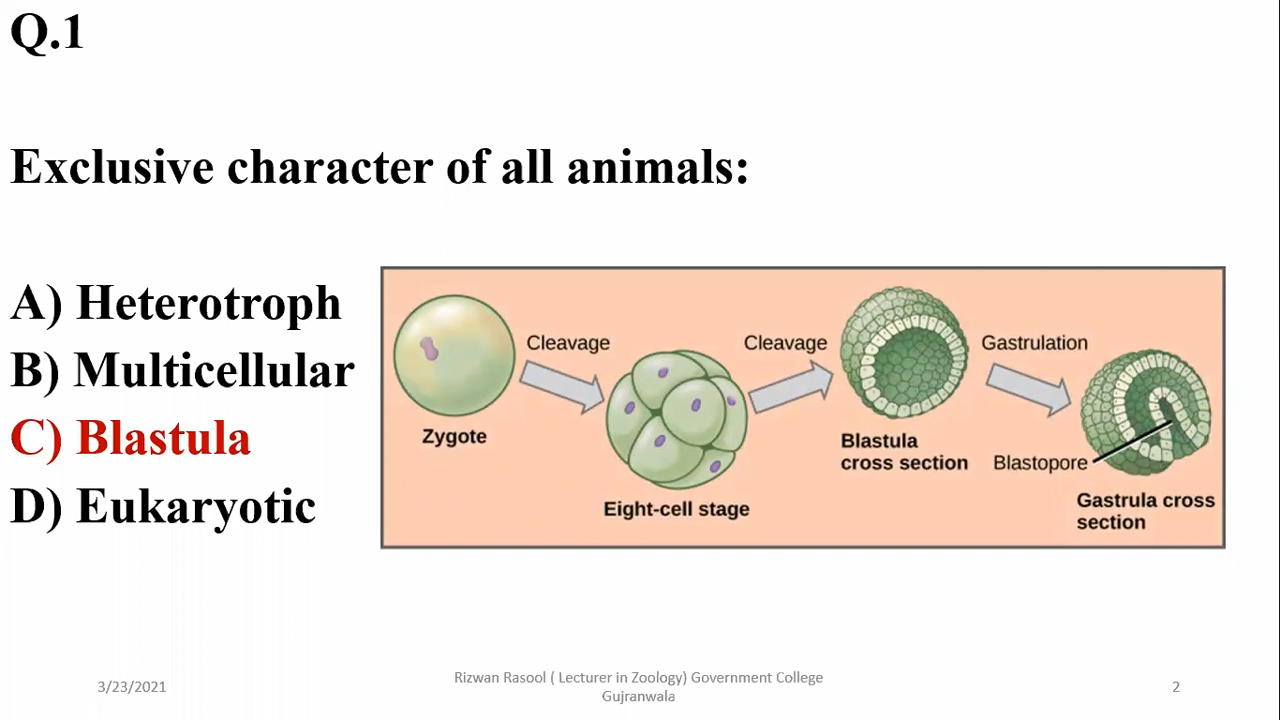 Q.1
Exclusive character of all animals:
A) Heterotroph
B) Multicellular
C) Blastula
D) Eukaryotic
Cleavage
Cleavage
Gastrulation
Zygote
Blastula
cross section
Blastopore
Eight-cell stage
Gastrula cross
section
3/23/2021
Rizwan Rasool ( Lecturer in Zoology) Government College
Gujranwala
2